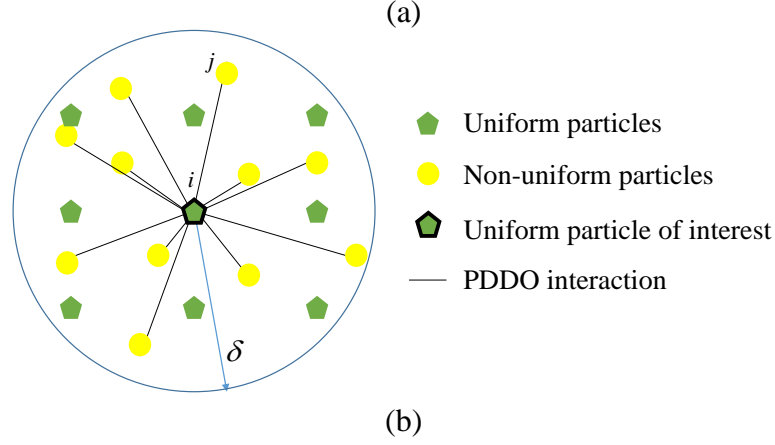 (a)
j
i
δ
Uniform particles
Non-uniform particles
Uniform particle of interest
PDDO interaction
(b)